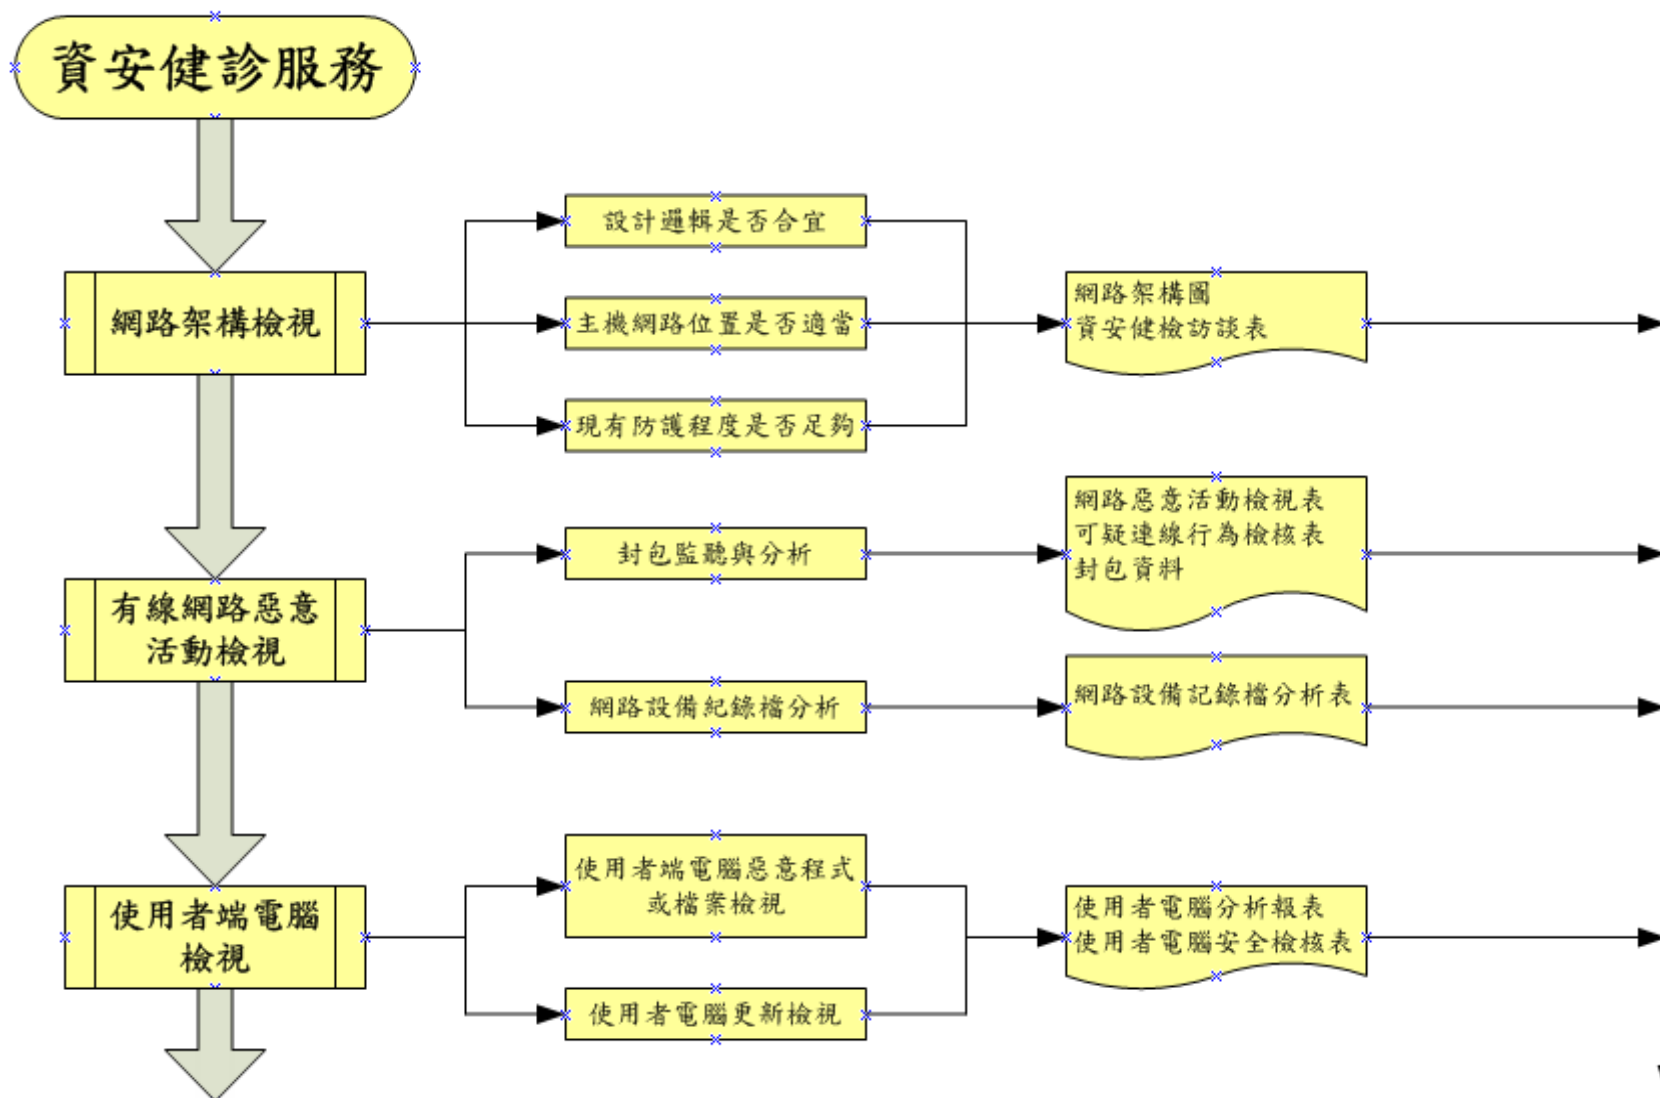 資安健診服務
網路架構檢視
設計邏輯是否合宜
主機網路位置是否適當
現有防護程度是否足夠
網路架構圖
資安健檢訪談表
有線網路惡意
活動檢視
封包監聽與分析
網路設備紀錄檔分析
網路惡意活動檢視表
可疑連線行為檢核表
封包資料
網路設備記錄檔分析表
使用者端電腦
檢視
使用者端電腦惡意程式
或檔案檢視
使用者電腦更新檢視
使用者電腦分析報表
使用者電腦安全檢核表